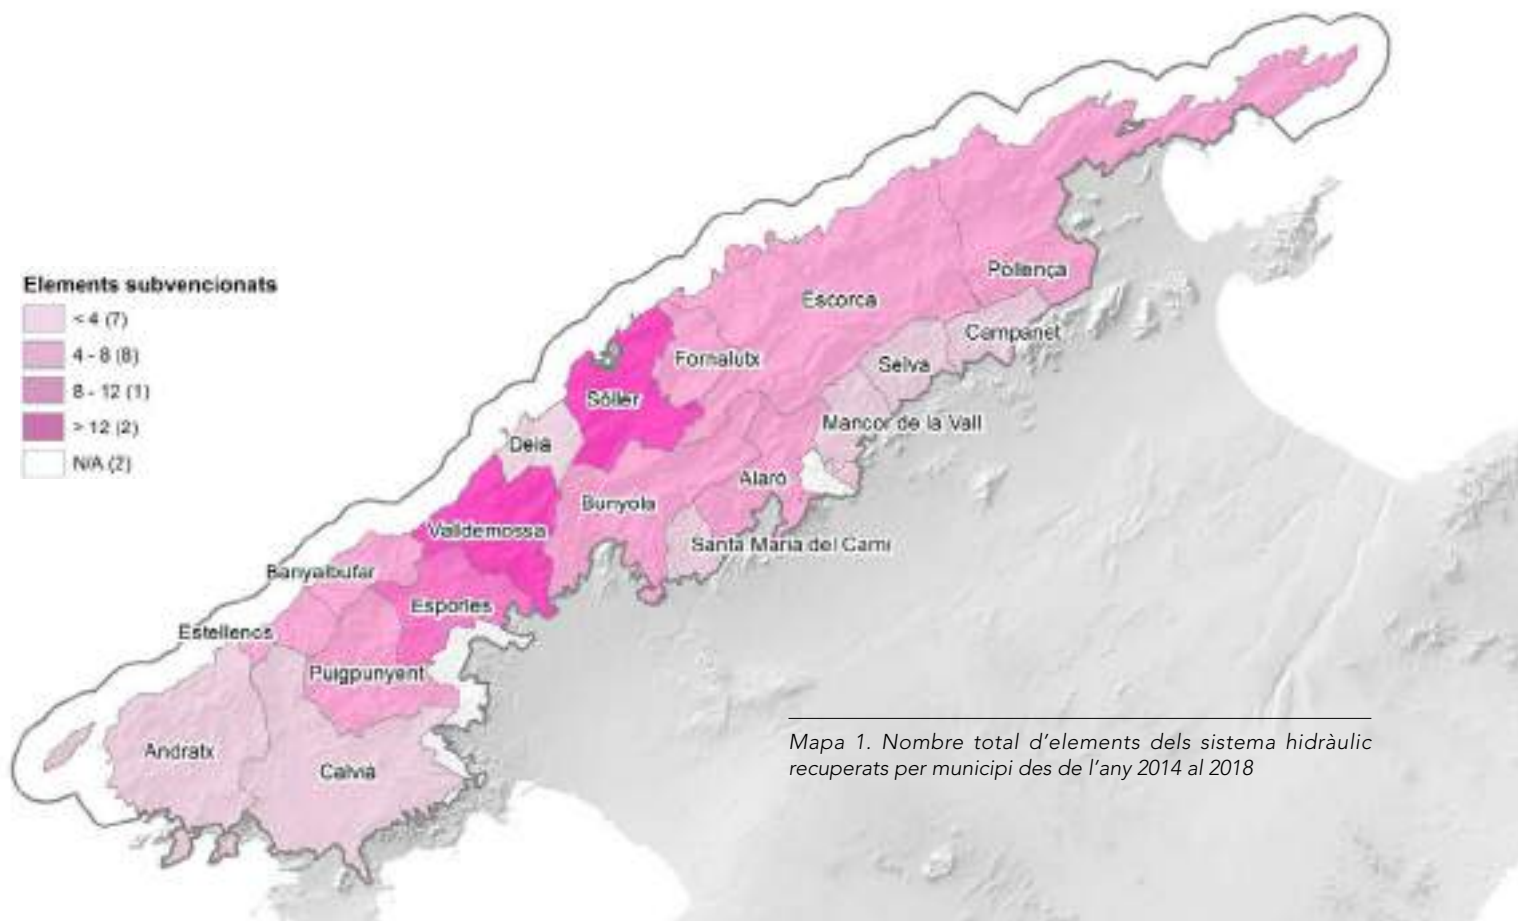 Elements subvencionats
< 4 (7)
4 - 8 (8)
8 - 12 (1)
> 12 (2)
N/A (2)
Pollença
Escorca
Campanet
Fornalutx
Selva
Sóller
Mancor de la Vall
Deià
Alaró
Bunyola
Valldemossa
Santa Maria del Camí
Banyalbufar
Esporles
Estellencs
Puigpunyent
Andratx
Calvià
Mapa 1. Nombre total d'elements dels sistema hidràulic
recuperats per municipi des de l'any 2014 al 2018